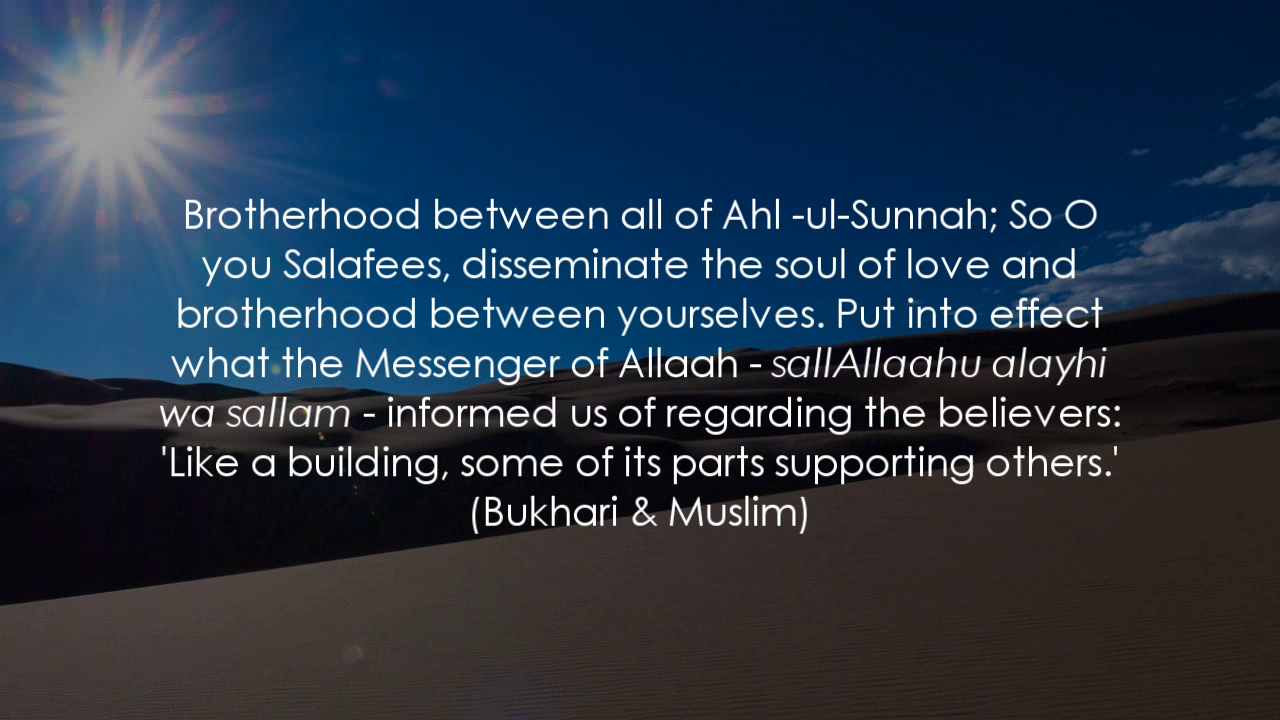 Brotherhood between all of Ahl -ul-Sunnah; So O
you Salafees, disseminate the soul of love and
brotherhood between yourselves. Put into effect
what the Messenger of Allaah - sallAllaahu alayhi
wa sallam - informed us of regarding the believers:
'Like a building, some of its parts supporting others.'
(Bukhari & Muslim)